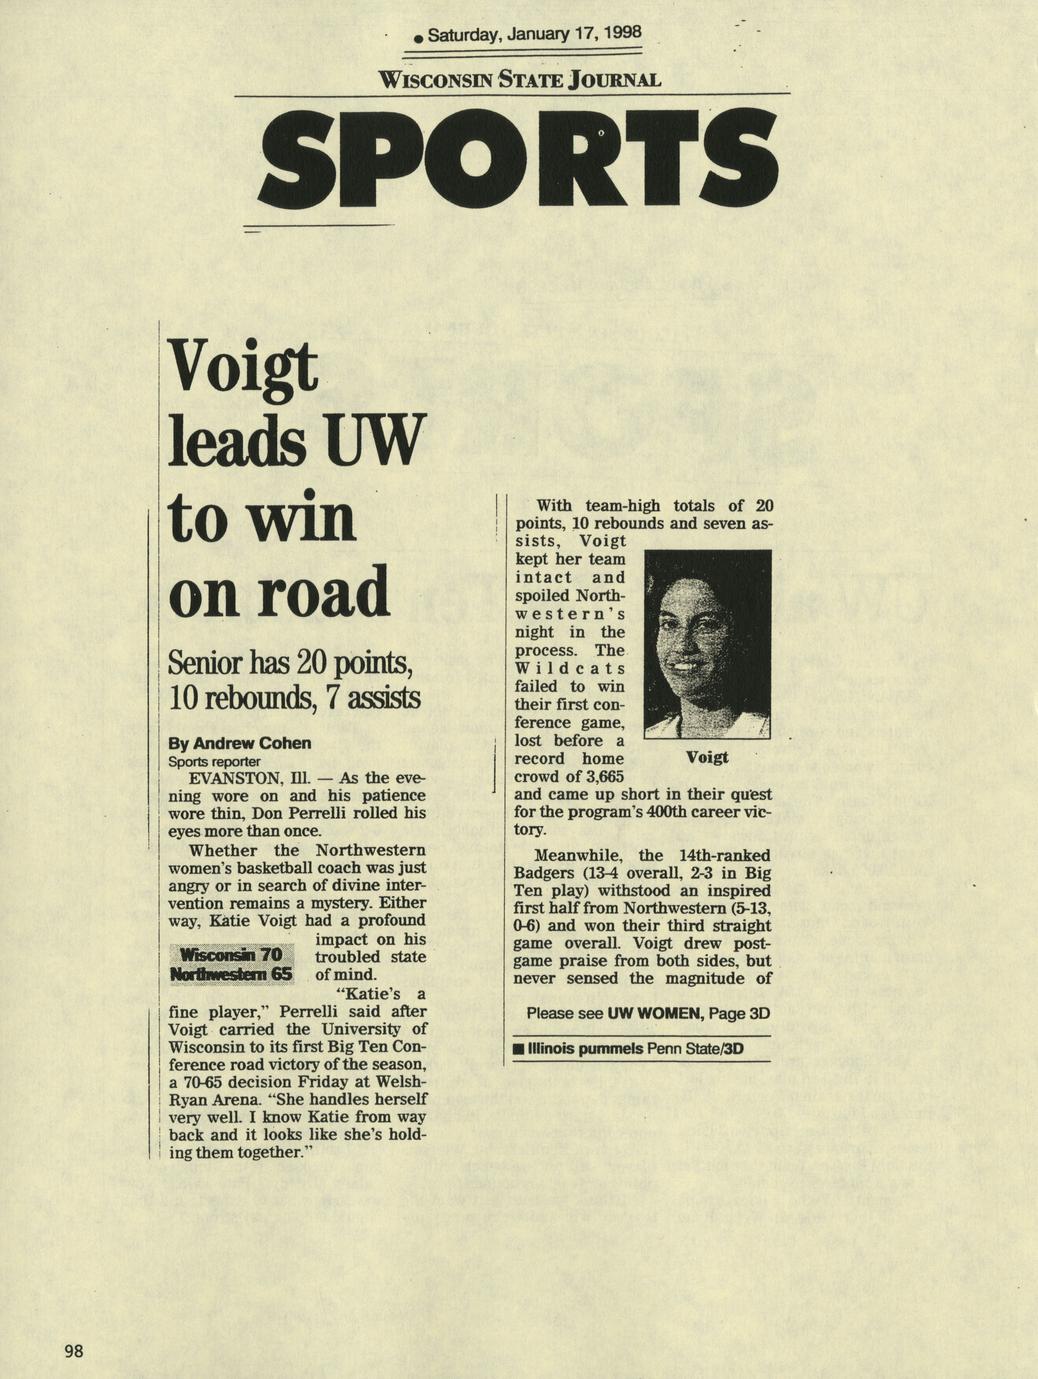 • Saturday, January 17, 1998
WISCONSIN STATE JOURNAL
SPORTS
Voigt
leads UW
to win
on road
Senior has 20 points,
10 rebounds, 7 assists
By Andrew Cohen
Sports reporter
EVANSTON, Ill. — As the eve-
ning wore on and his patience
wore thin, Don Perrelli rolled his
eyes more than once.
Whether the Northwestern
women's basketball coach was just
angry or in search of divine inter-
vention remains a mystery. Either
way, Katie Voigt had a profound
impact on his
troubled state
of mind.
Wisconsin 70
Northwestern 65
"Katie's a
fine player," Perrelli said after
Voigt carried the University of
Wisconsin to its first Big Ten Con-
ference road victory of the season,
a 70-65 decision Friday at Welsh-
Ryan Arena. "She handles herself
very well. I know Katie from way
back and it looks like she's hold-
ing them together."
With team-high totals of 20
points, 10 rebounds and seven as-
sists, Voigt
kept her team
intact and
spoiled North-
western's
night in the
process. The
Wildcats
failed to win
their first con-
ference game,
lost before a
record home
crowd of 3,665
and came up short in their quest
for the program's 400th career vic-
tory.
Voigt
Meanwhile, the 14th-ranked
Badgers (13-4 overall, 2-3 in Big
Ten play) withstood an inspired
first half from Northwestern (5-13,
0-6) and won their third straight
game overall. Voigt drew post-
game praise from both sides, but
never sensed the magnitude of
Please see UW WOMEN, Page 3D
■ Illinois pummels Penn State/3D
98